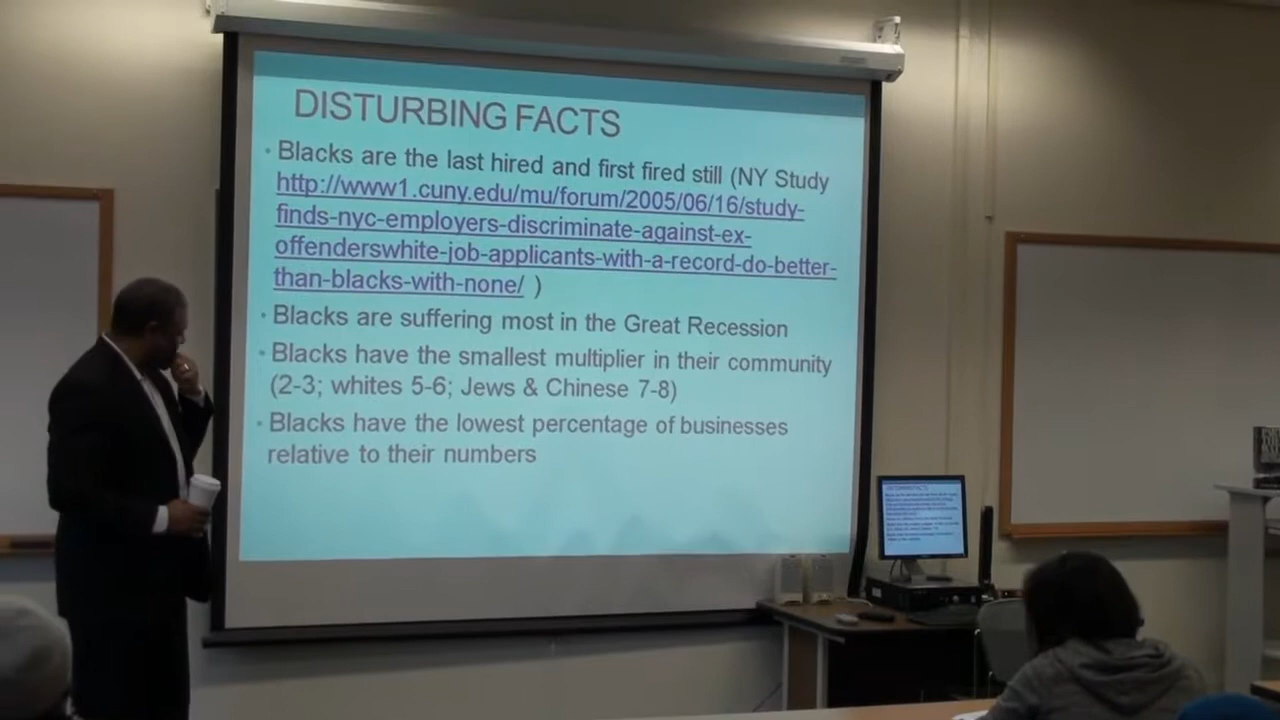 DISTURBING FACTS
• Blacks are the last hired and first fired still (NY Study
http://www1.cuny.edu/mu/forum/2005/06/16/study-
finds-nyc-employers-discriminate-against-ex-
offenderswhite-job-applicants-with-a-record-do-better-
than-blacks-with-none/ )
• Blacks are suffering most in the Great Recession
• Blacks have the smallest multiplier in their community
(2-3; whites 5-6; Jews & Chinese 7-8)
• Blacks have the lowest percentage of businesses
relative to their numbers
DISTURBING FACTS